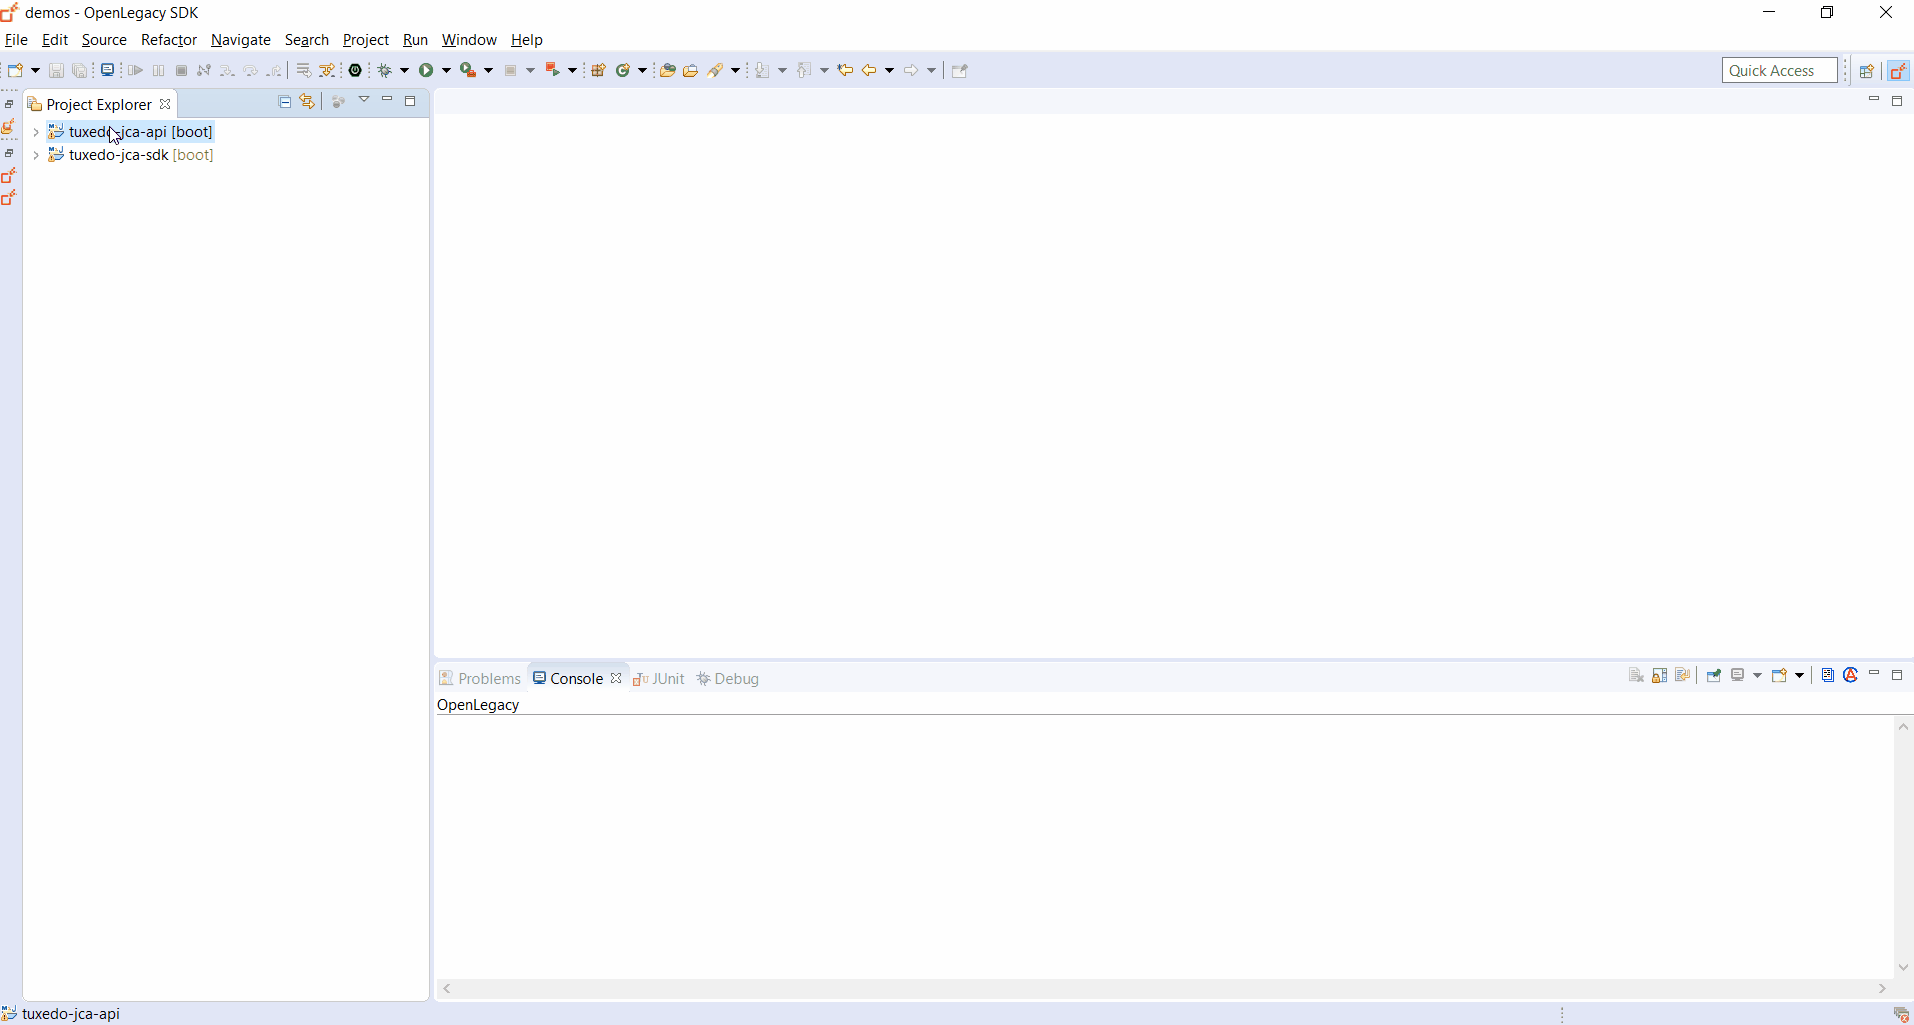 demos - OpenLegacy SDK
File Edit Source Refactor Navigate Search Project Run Window Help
Quick Access
Project Explorer
tuxedo-jca-api [boot]
tuxedo-jca-sdk [boot]
Problems Console JUnit Debug
OpenLegacy
tuxedo-jca-api